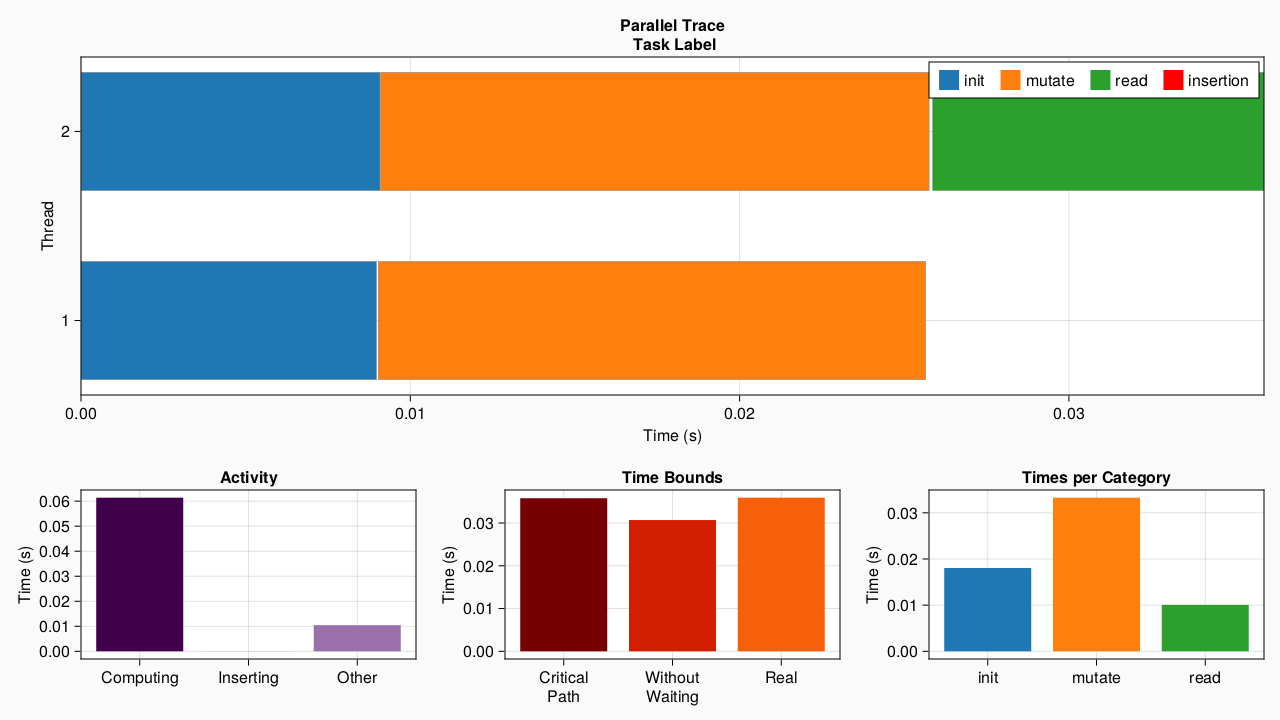 Parallel Trace
Task Label
init mutate read insertion
2
Thread
1
0.00 0.01 0.02 0.03
Time (s)
Activity
0.06
0.05
0.04
0.03
0.02
0.01
0.00
Time (s)
Computing Inserting Other
Time Bounds
0.03
0.02
0.01
0.00
Time (s)
Critical Path
Without Waiting
Real
Times per Category
0.03
0.02
0.01
0.00
Time (s)
init mutate read